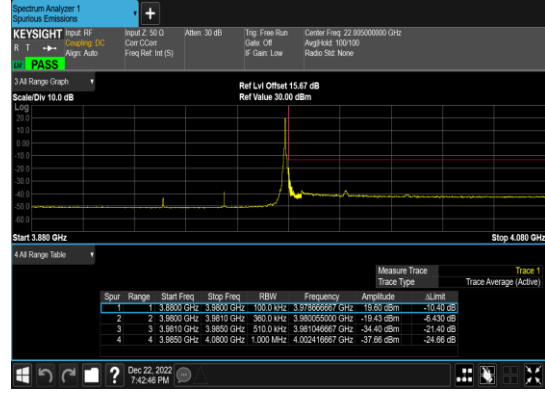 Spectrum Analyzer 1
Spurious Emissions
+
KEYSIGHT Input: RF Input Z: 50 Ω Atten: 30 dB Trig: Free Run Center Freq: 22.005000000 GHz
R T Coupling: DC Corr CCorr Gate: Off Avg|Hold: 100/100
Align: Auto Freq Ref: Int (S) IF Gain: Low Radio Std: None
LW PASS
3 All Range Graph
Ref Lvl Offset 15.67 dB
Scale/Div 10.0 dB Ref Value 30.00 dBm
Log
20.0
10.0
0.00
-10.0
-20.0
-30.0
-40.0
-50.0
-60.0
Start 3.880 GHz Stop 4.080 GHz
4 All Range Table
Measure Trace Trace 1
Trace Type Trace Average (Active)
Spur Range Start Freq Stop Freq RBW Frequency Amplitude ΔLimit
1 1 3.8800 GHz 3.9800 GHz 100.0 kHz 3.978666667 GHz 19.60 dBm -10.40 dB
2 2 3.9800 GHz 3.9810 GHz 360.0 kHz 3.980055000 GHz -19.43 dBm -6.430 dB
3 3 3.9810 GHz 3.9850 GHz 510.0 kHz 3.981046667 GHz -34.40 dBm -21.40 dB
4 4 3.9850 GHz 4.0800 GHz 1.000 MHz 4.002416667 GHz -37.66 dBm -24.66 dB
? Dec 22, 2022
7:42:46 PM